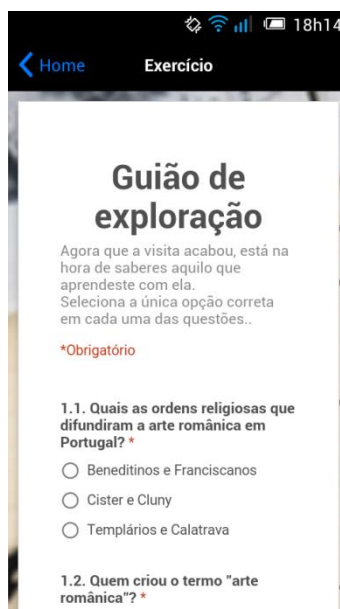 18h14
Home Exercício
Guião de
exploração
Agora que a visita acabou, está na
hora de saberes aquilo que
aprendeste com ela.
Seleciona a única opção correta
em cada uma das questões..
*Obrigatório
1.1. Quais as ordens religiosas que
difundiram a arte românica em
Portugal? *
Beneditinos e Franciscanos
Cister e Cluny
Templários e Calatrava
1.2. Quem criou o termo "arte
românica"? *